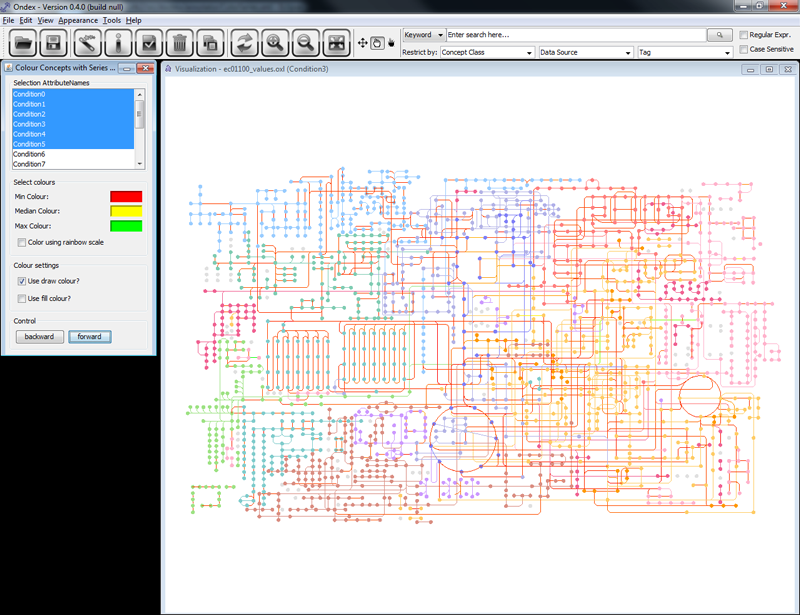 Ondex - Version 0.4.0 (build null)
File Edit View Appearance Tools Help
Keyword Enter search here... Regular Expr.
Restrict by: Concept Class Data Source Tag Case Sensitive
Colour Concepts with Series ...
Visualization - ec01100_values.oxl (Condition3)
Selection AttributeNames
Condition0
Condition1
Condition2
Condition3
Condition4
Condition5
Condition6
Condition7
Select colours
Min Colour:
Median Colour:
Max Colour:
Color using rainbow scale
Colour settings
Use draw colour?
Use fill colour?
Control
backward forward